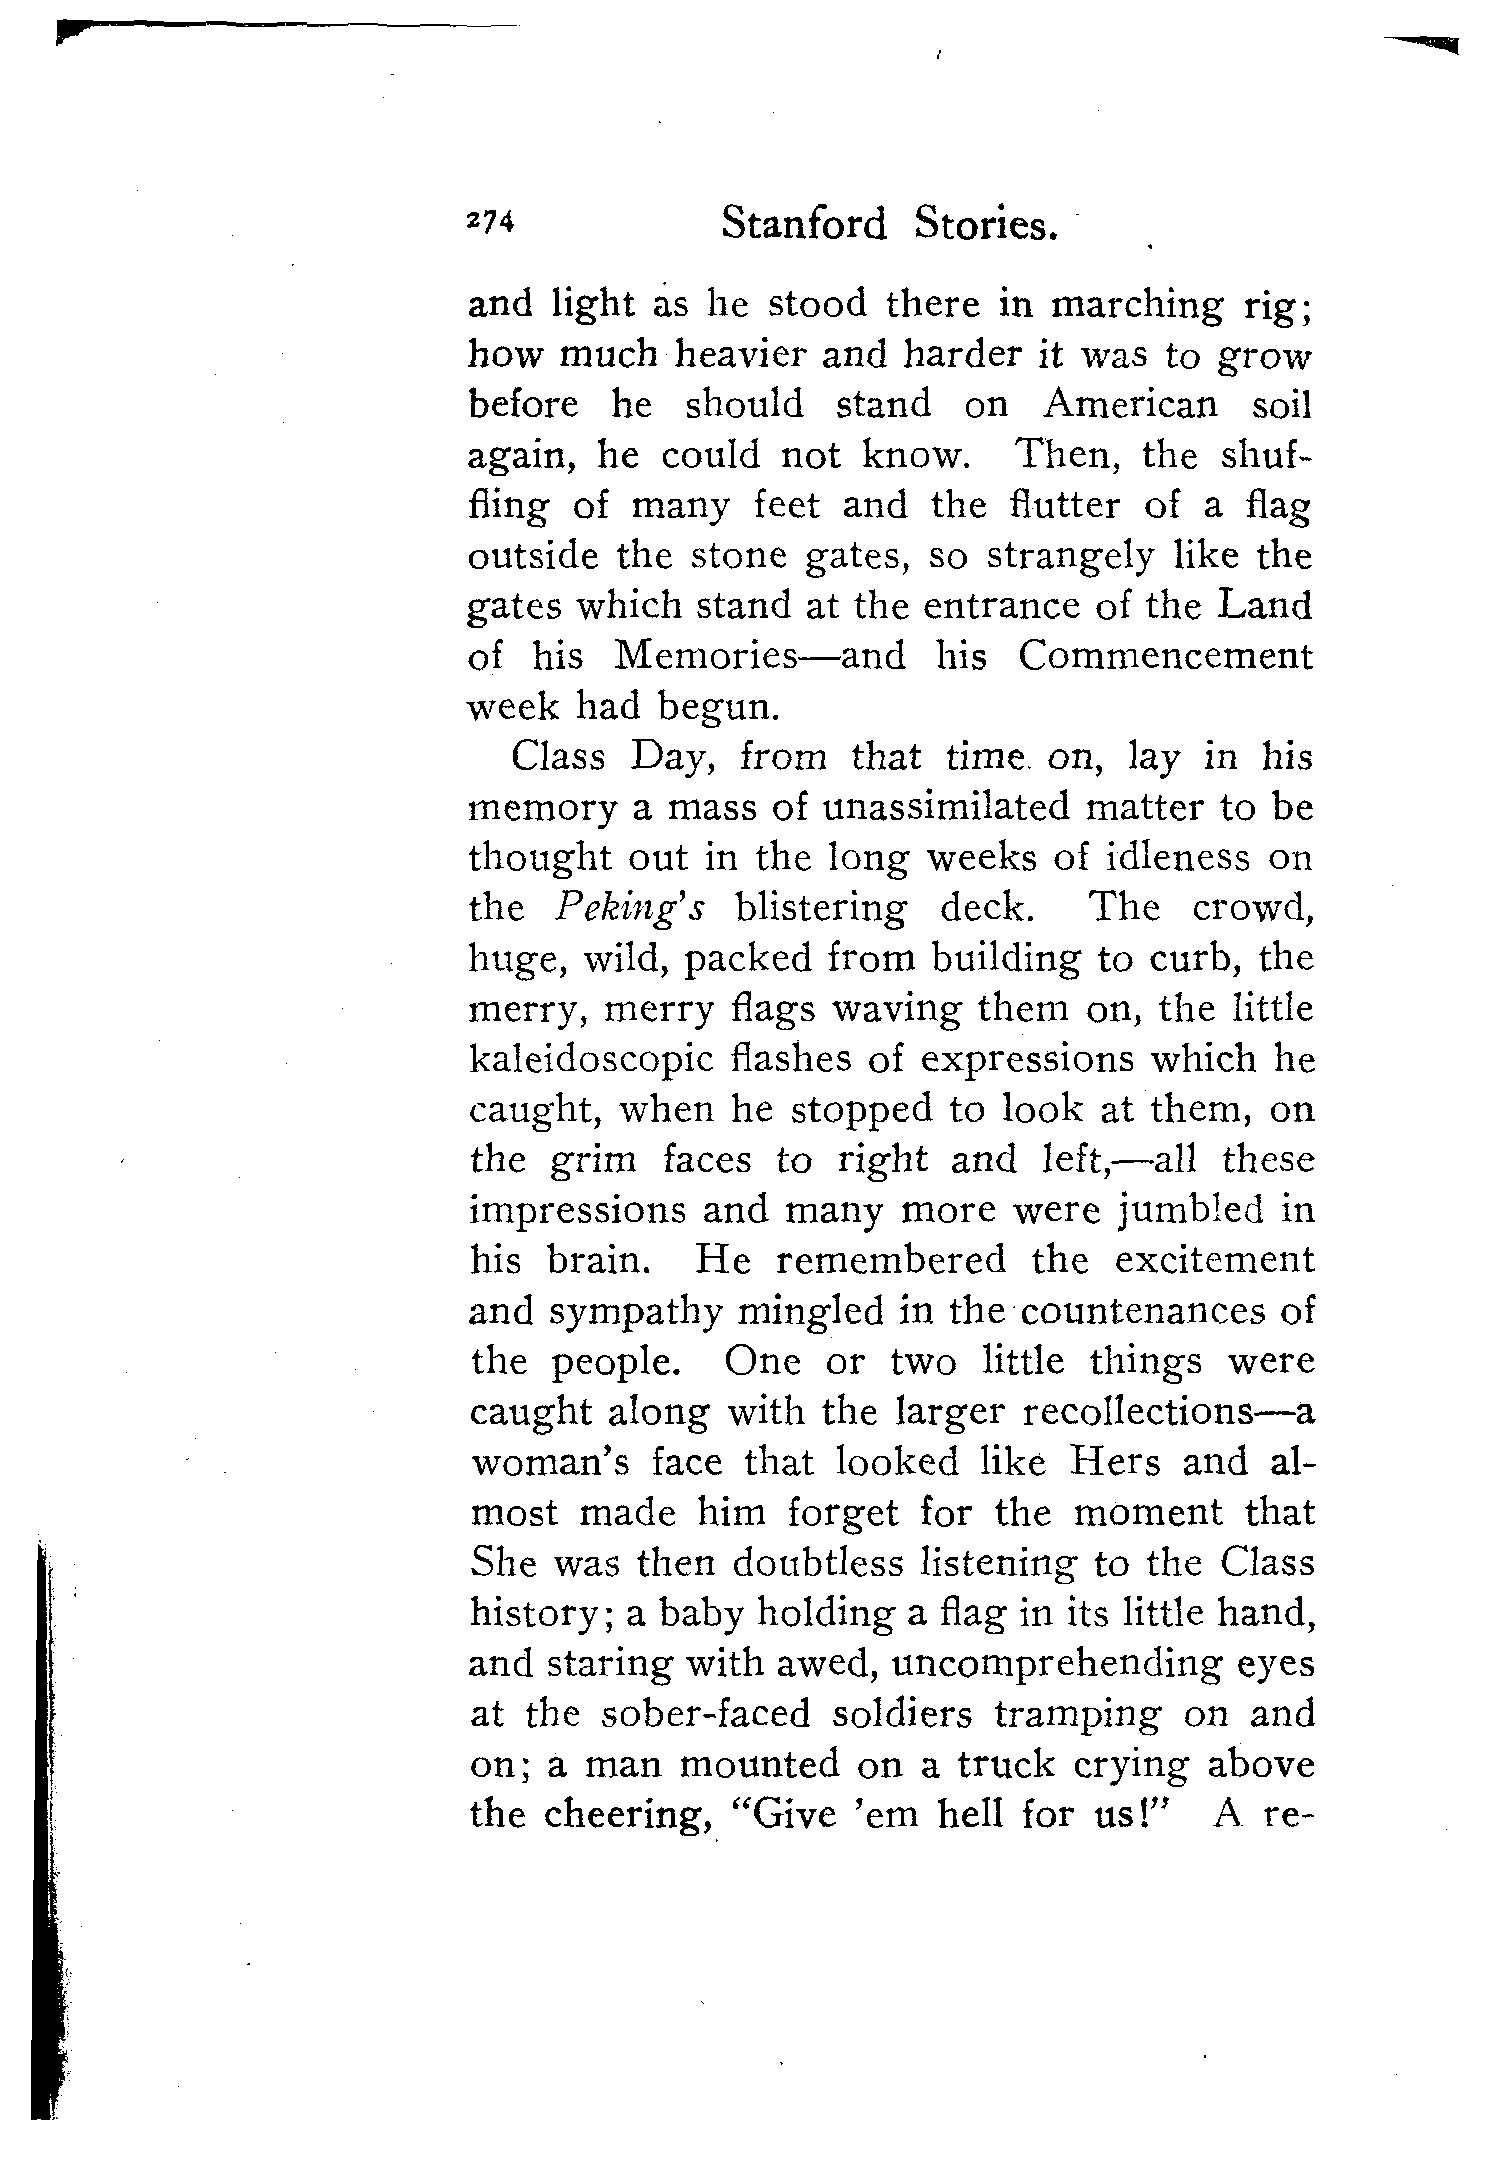 274 Stanford Stories.
and light as he stood there in marching rig;
how much heavier and harder it was to grow
before he should stand on American soil
again, he could not know. Then, the shuf-
fling of many feet and the flutter of a flag
outside the stone gates, so strangely like the
gates which stand at the entrance of the Land
of his Memories—and his Commencement
week had begun.
Class Day, from that time on, lay in his
memory a mass of unassimilated matter to be
thought out in the long weeks of idleness on
the Peking's blistering deck. The crowd,
huge, wild, packed from building to curb, the
merry, merry flags waving them on, the little
kaleidoscopic flashes of expressions which he
caught, when he stopped to look at them, on
the grim faces to right and left,—all these
impressions and many more were jumbled in
his brain. He remembered the excitement
and sympathy mingled in the countenances of
the people. One or two little things were
caught along with the larger recollections—a
woman's face that looked like Hers and al-
most made him forget for the moment that
She was then doubtless listening to the Class
history; a baby holding a flag in its little hand,
and staring with awed, uncomprehending eyes
at the sober-faced soldiers tramping on and
on; a man mounted on a truck crying above
the cheering, "Give 'em hell for us!" A re-